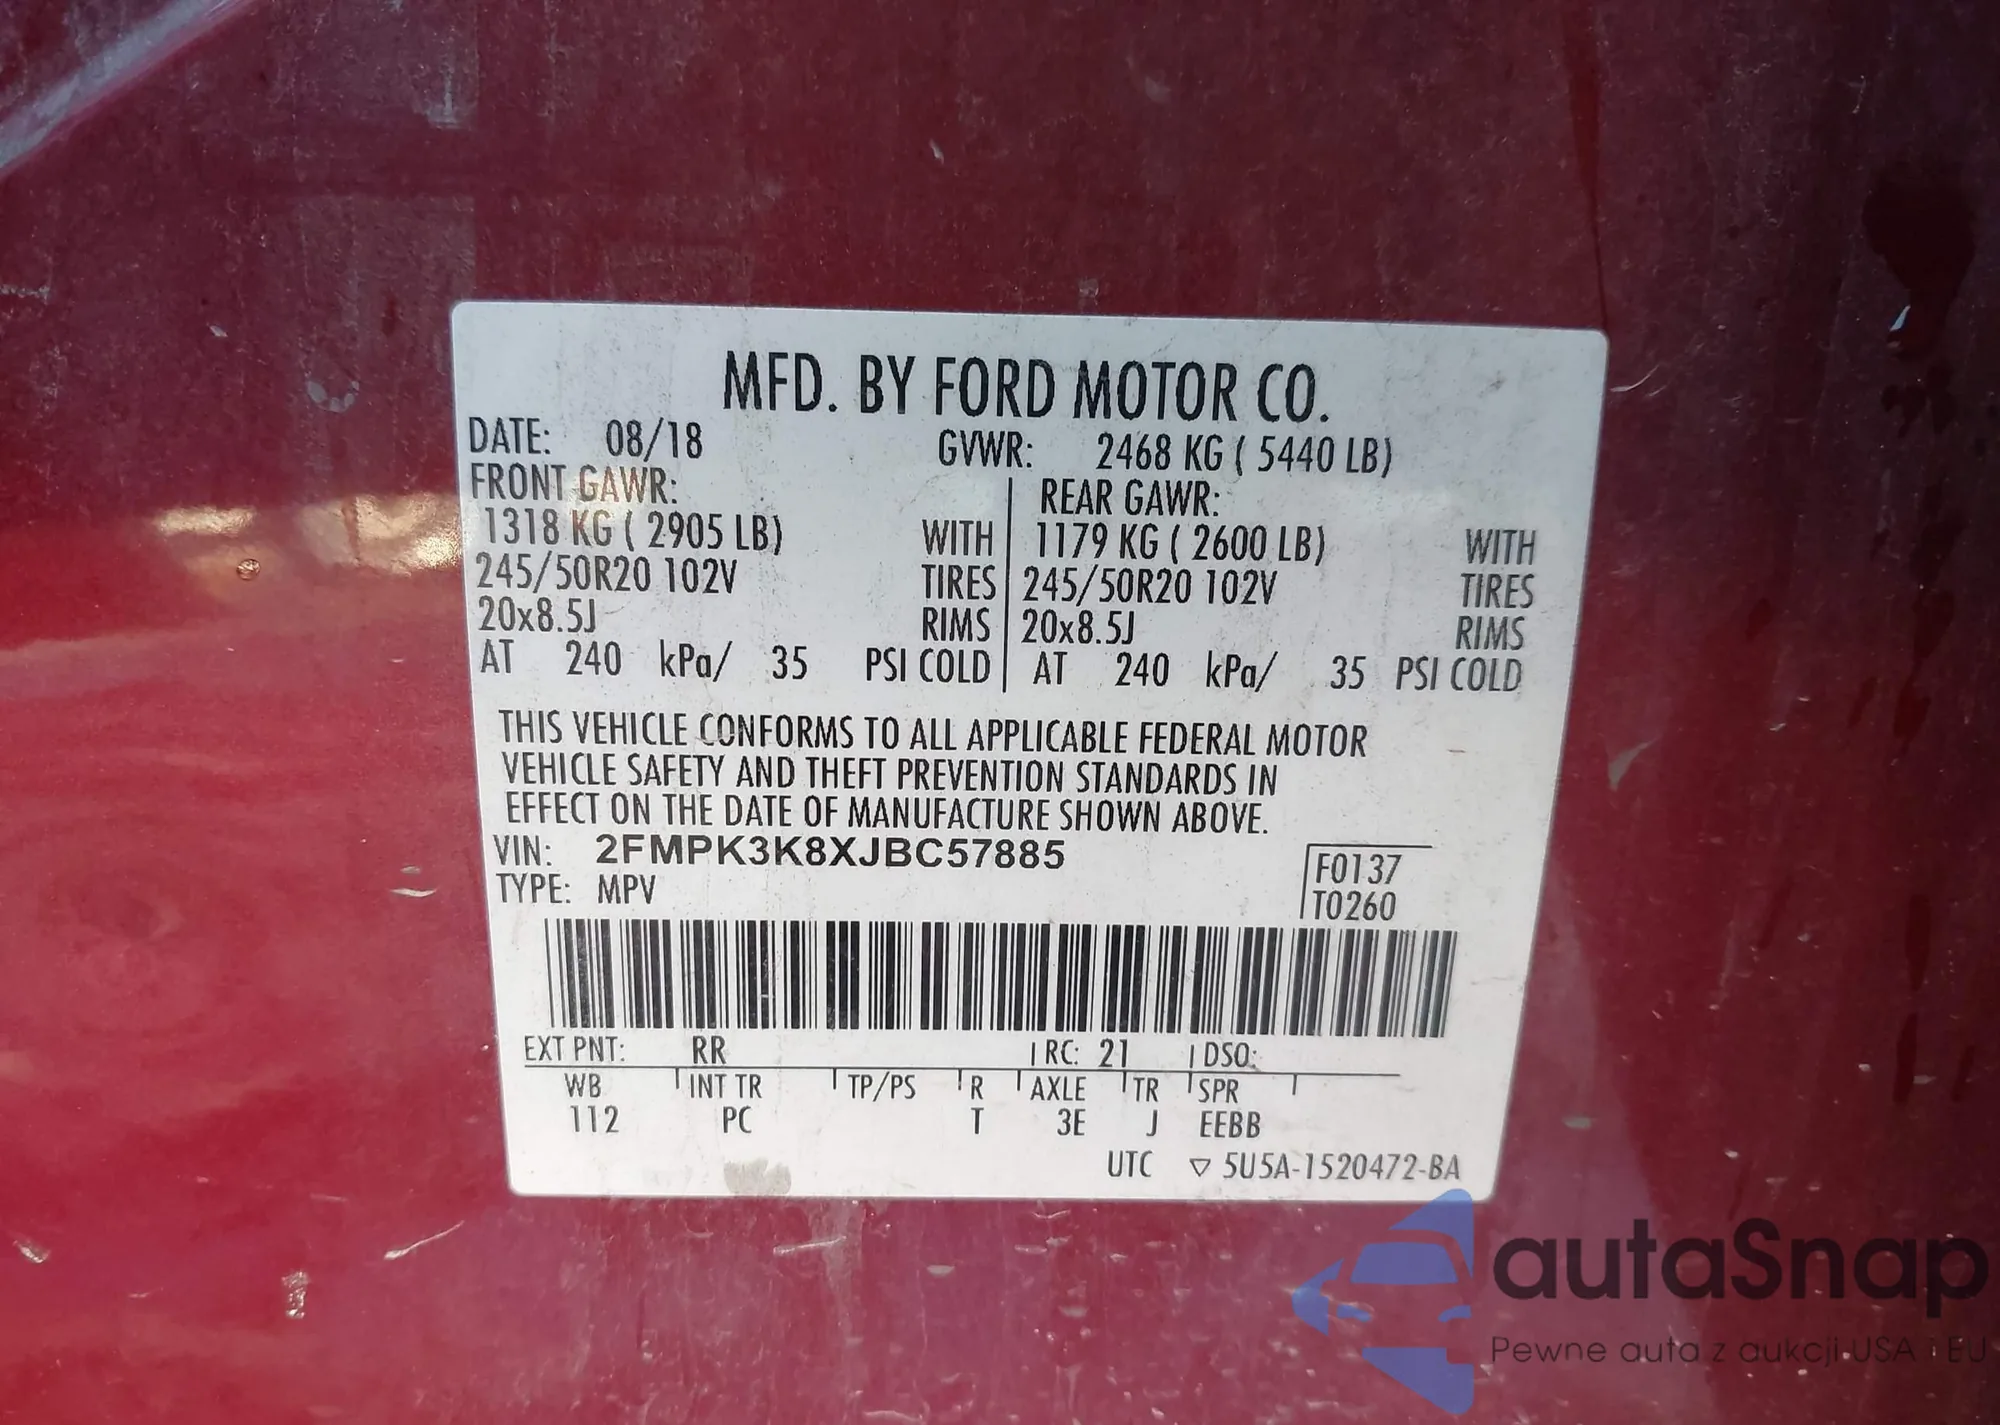 MFD. BY FORD MOTOR CO.
DATE: 08/18 GVWR: 2468 KG ( 5440 LB)
FRONT GAWR: REAR GAWR:
1318 KG ( 2905 LB) WITH 1179 KG ( 2600 LB) WITH
245/50R20 102V TIRES 245/50R20 102V TIRES
20x8.5J RIMS 20x8.5J RIMS
AT 240 kPa/ 35 PSI COLD AT 240 kPa/ 35 PSI COLD
THIS VEHICLE CONFORMS TO ALL APPLICABLE FEDERAL MOTOR
VEHICLE SAFETY AND THEFT PREVENTION STANDARDS IN
EFFECT ON THE DATE OF MANUFACTURE SHOWN ABOVE.
VIN: 2FMPK3K8XJBC57885 F0137
TYPE: MPV T0260
EXT PNT: RR RC: 21 DSO:
WB INT TR TP/PS R AXLE TR SPR
112 PC T 3E J EEBB
UTC ▽ 5U5A-1520472-BA
autaSnap
Pewne auta z aukcji USA i EU